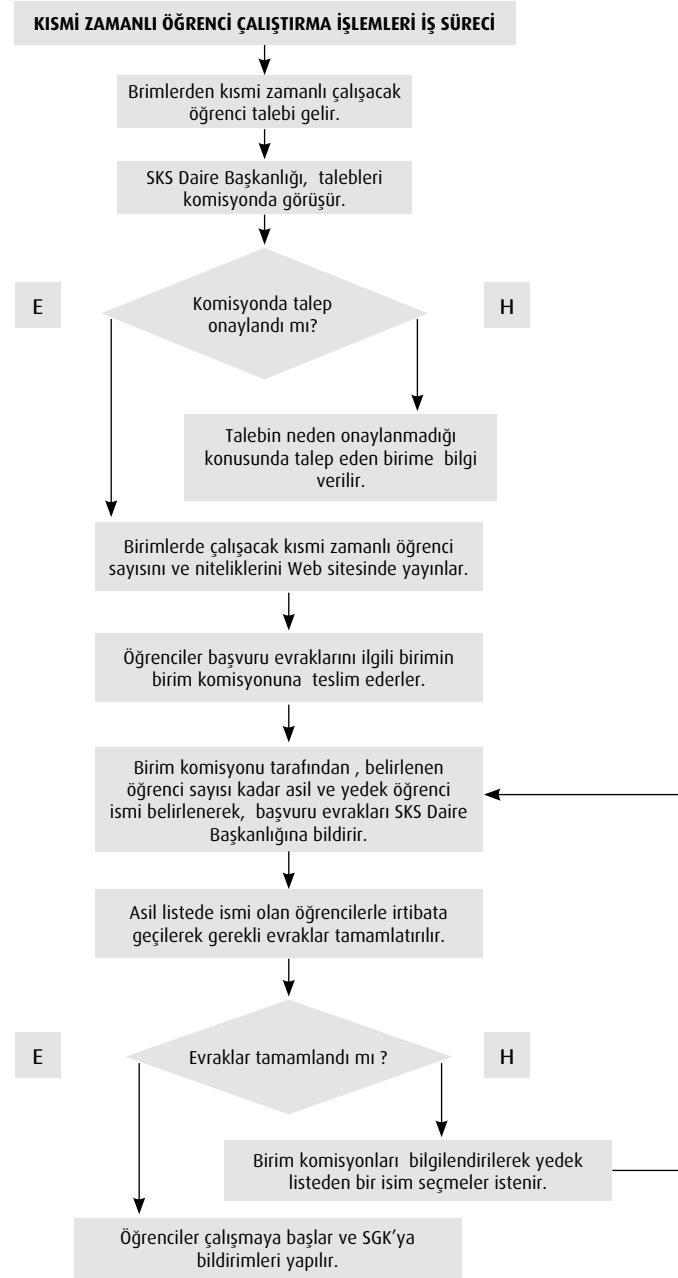 KISMİ ZAMANLI ÖĞRENCİ ÇALIŞTIRMA İŞLEMLERİ İŞ SÜRECİ
Brimlerden kısmi zamanlı çalışacak
öğrenci talebi gelir.
SKS Daire Başkanlığı, talebleri
komisyonda görüşür.
E
Komisyonda talep
onaylandı mı?
H
Talebin neden onaylanmadığı
konusunda talep eden birime bilgi
verilir.
Birimlerde çalışacak kısmi zamanlı öğrenci
sayısını ve niteliklerini Web sitesinde yayınlar.
Öğrenciler başvuru evraklarını ilgili birimin
birim komisyonuna teslim ederler.
Birim komisyonu tarafından , belirlenen
öğrenci sayısı kadar asil ve yedek öğrenci
ismi belirlenerek, başvuru evrakları SKS Daire
Başkanlığına bildirir.
Asil listede ismi olan öğrencilerle irtibata
geçilerek gerekli evraklar tamamlatırılır.
E
Evraklar tamamlandı mı ?
H
Birim komisyonları bilgilendirilerek yedek
listeden bir isim seçmeler istenir.
Öğrenciler çalışmaya başlar ve SGK’ya
bildirimleri yapılır.